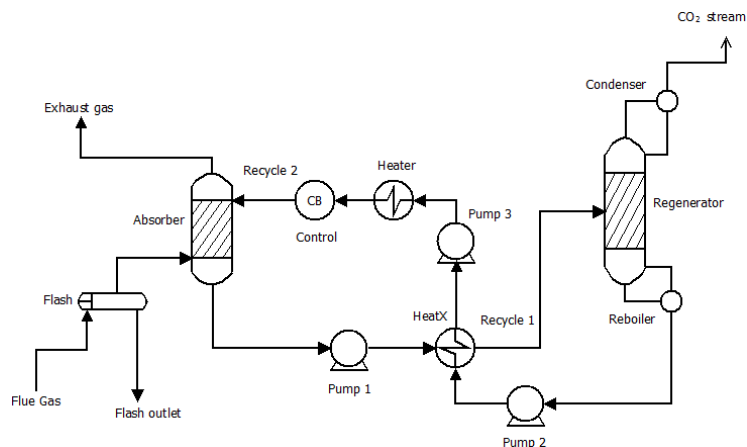 CO₂ stream
Condenser
Exhaust gas
Recycle 2
Heater
Absorber
CB
Control
Pump 3
Regenerator
Flash
HeatX
Recycle 1
Reboiler
Pump 1
Flue Gas
Flash outlet
Pump 2